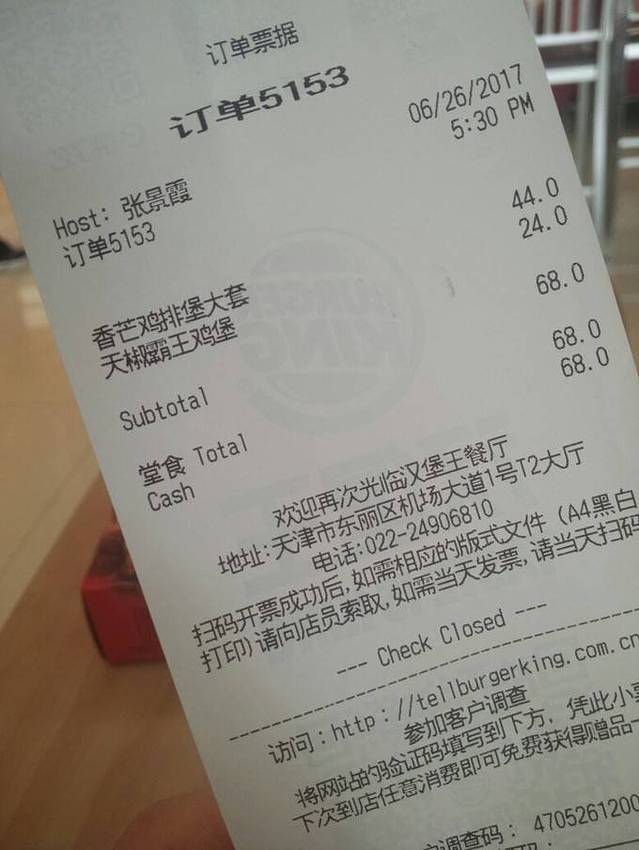 订单票据
订单5153
06/26/2017
5:30 PM
Host: 张景霞
订单5153
香芒鸡排堡大套 44.0
天椒霸王鸡堡 24.0
Subtotal 68.0
堂食 Total 68.0
Cash 68.0
欢迎再次光临汉堡王餐厅
地址:天津市东丽区机场大道1号T2大厅
电话:022-24906810
扫码开票成功后,如需相应的版式文件（A4黑白
打印)请向店员索取,如需当天发票,请当天扫码
--- Check Closed ---
访问:http://tellburgerking.com.cn
参加客户调查
将网站的验证码填写到下方，凭此小票
下次到店任意消费即可免费获得赠品一
户调查码： 4705261200
BURGER KING